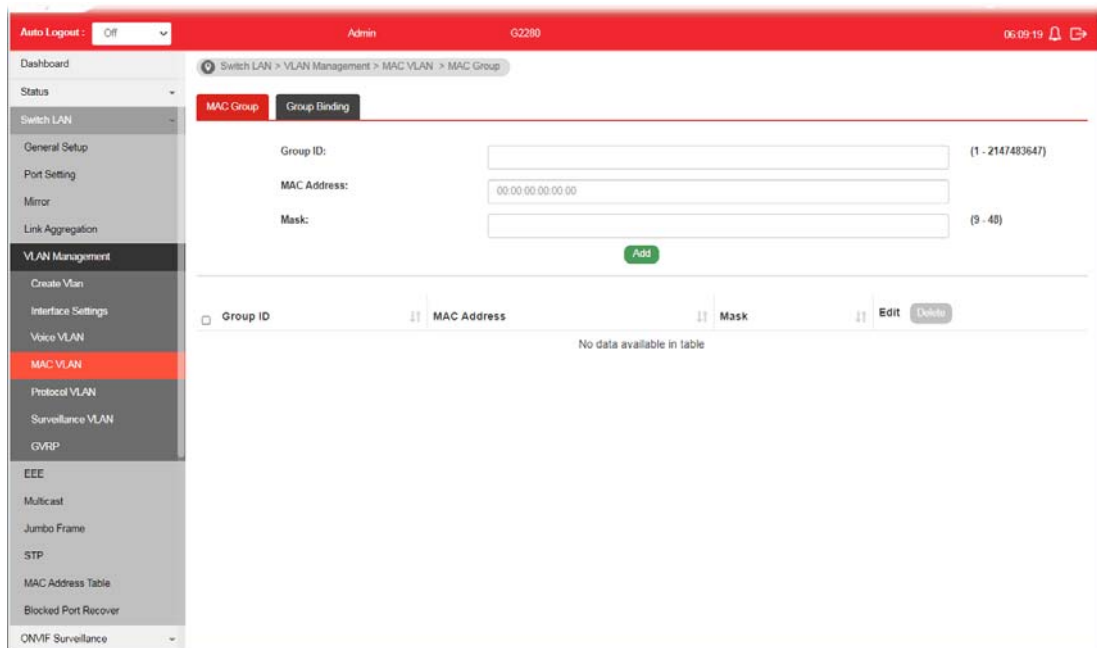 Auto Logout : Off Admin G2280 06:09:19
Dashboard
Switch LAN > VLAN Management > MAC VLAN > MAC Group
Status
MAC Group Group Binding
Switch LAN
General Setup
Group ID: (1 - 2147483647)
Port Setting
MAC Address: 00:00:00:00:00:00
Mirror
Mask: (9 - 48)
Link Aggregation
Add
VLAN Management
Create Vlan
Interface Settings
Group ID MAC Address Mask Edit Delete
Voice VLAN
No data available in table
MAC VLAN
Protocol VLAN
Surveillance VLAN
GVRP
EEE
Multicast
Jumbo Frame
STP
MAC Address Table
Blocked Port Recover
ONVIF Surveillance